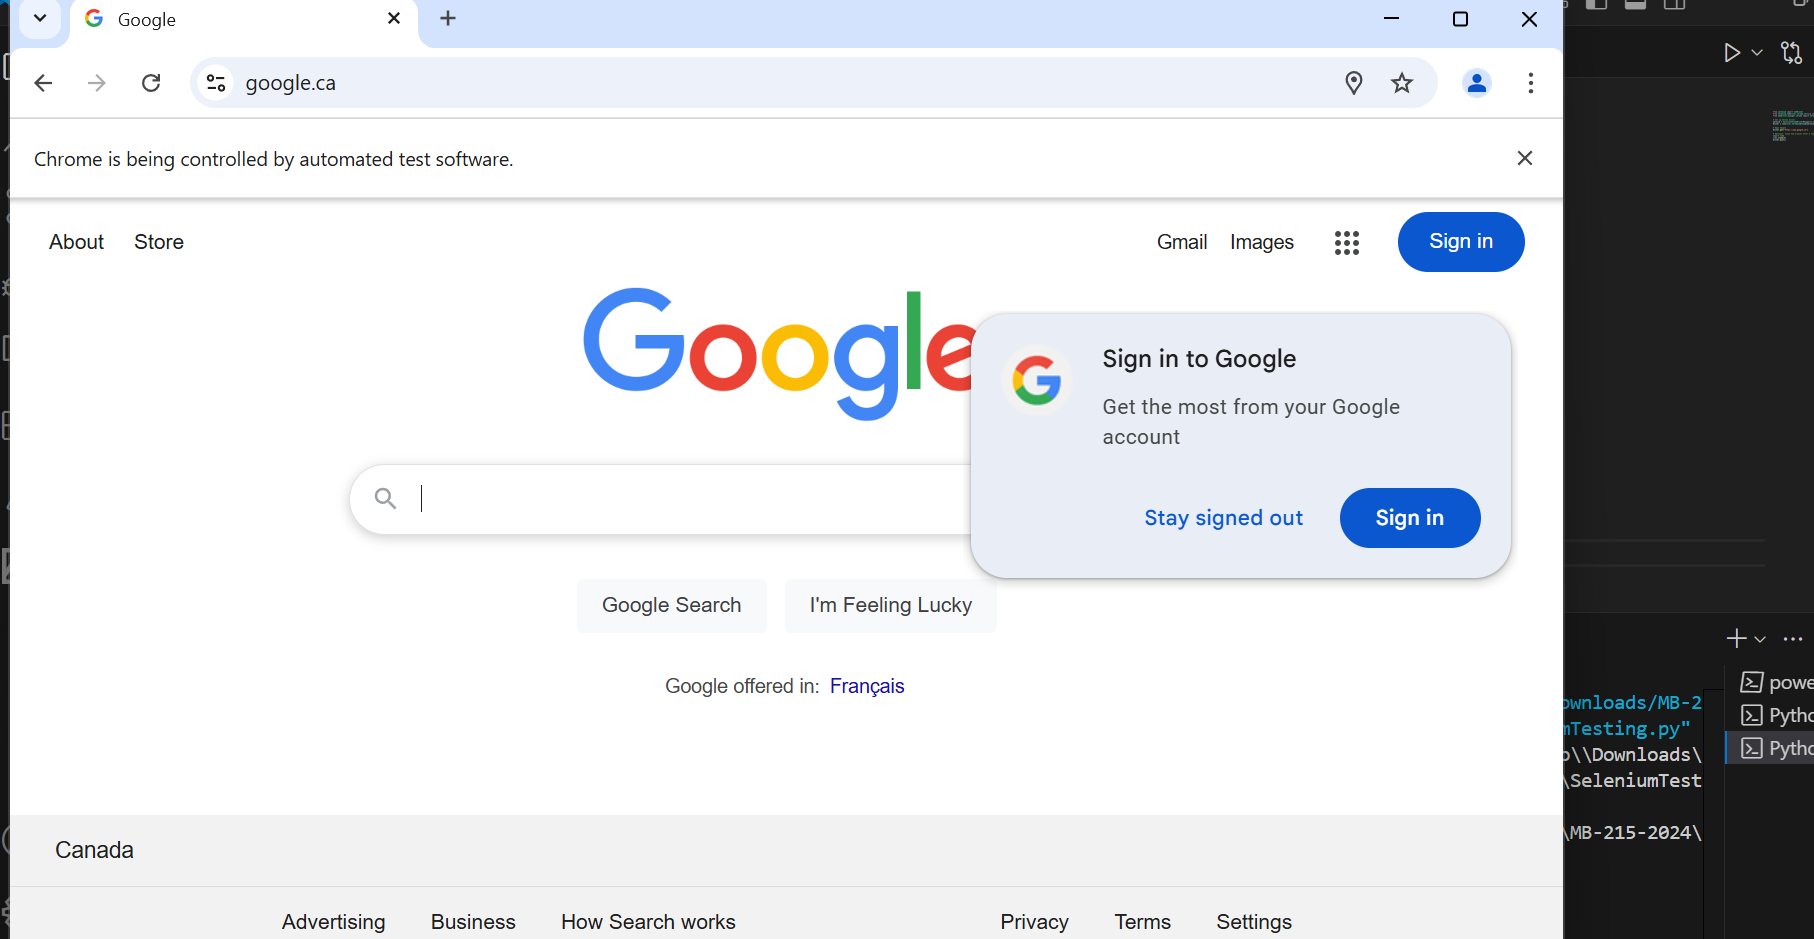 Google
google.ca
Chrome is being controlled by automated test software.
About Store Gmail Images Sign in
Google
Sign in to Google
Get the most from your Google
account
Stay signed out Sign in
Google Search I'm Feeling Lucky
Google offered in: Français
Canada
Advertising Business How Search works Privacy Terms Settings
ownloads/MB-2
mTesting.py"
\\Downloads\
\SeleniumTest
\MB-215-2024\
powe
Pytho
Pytho